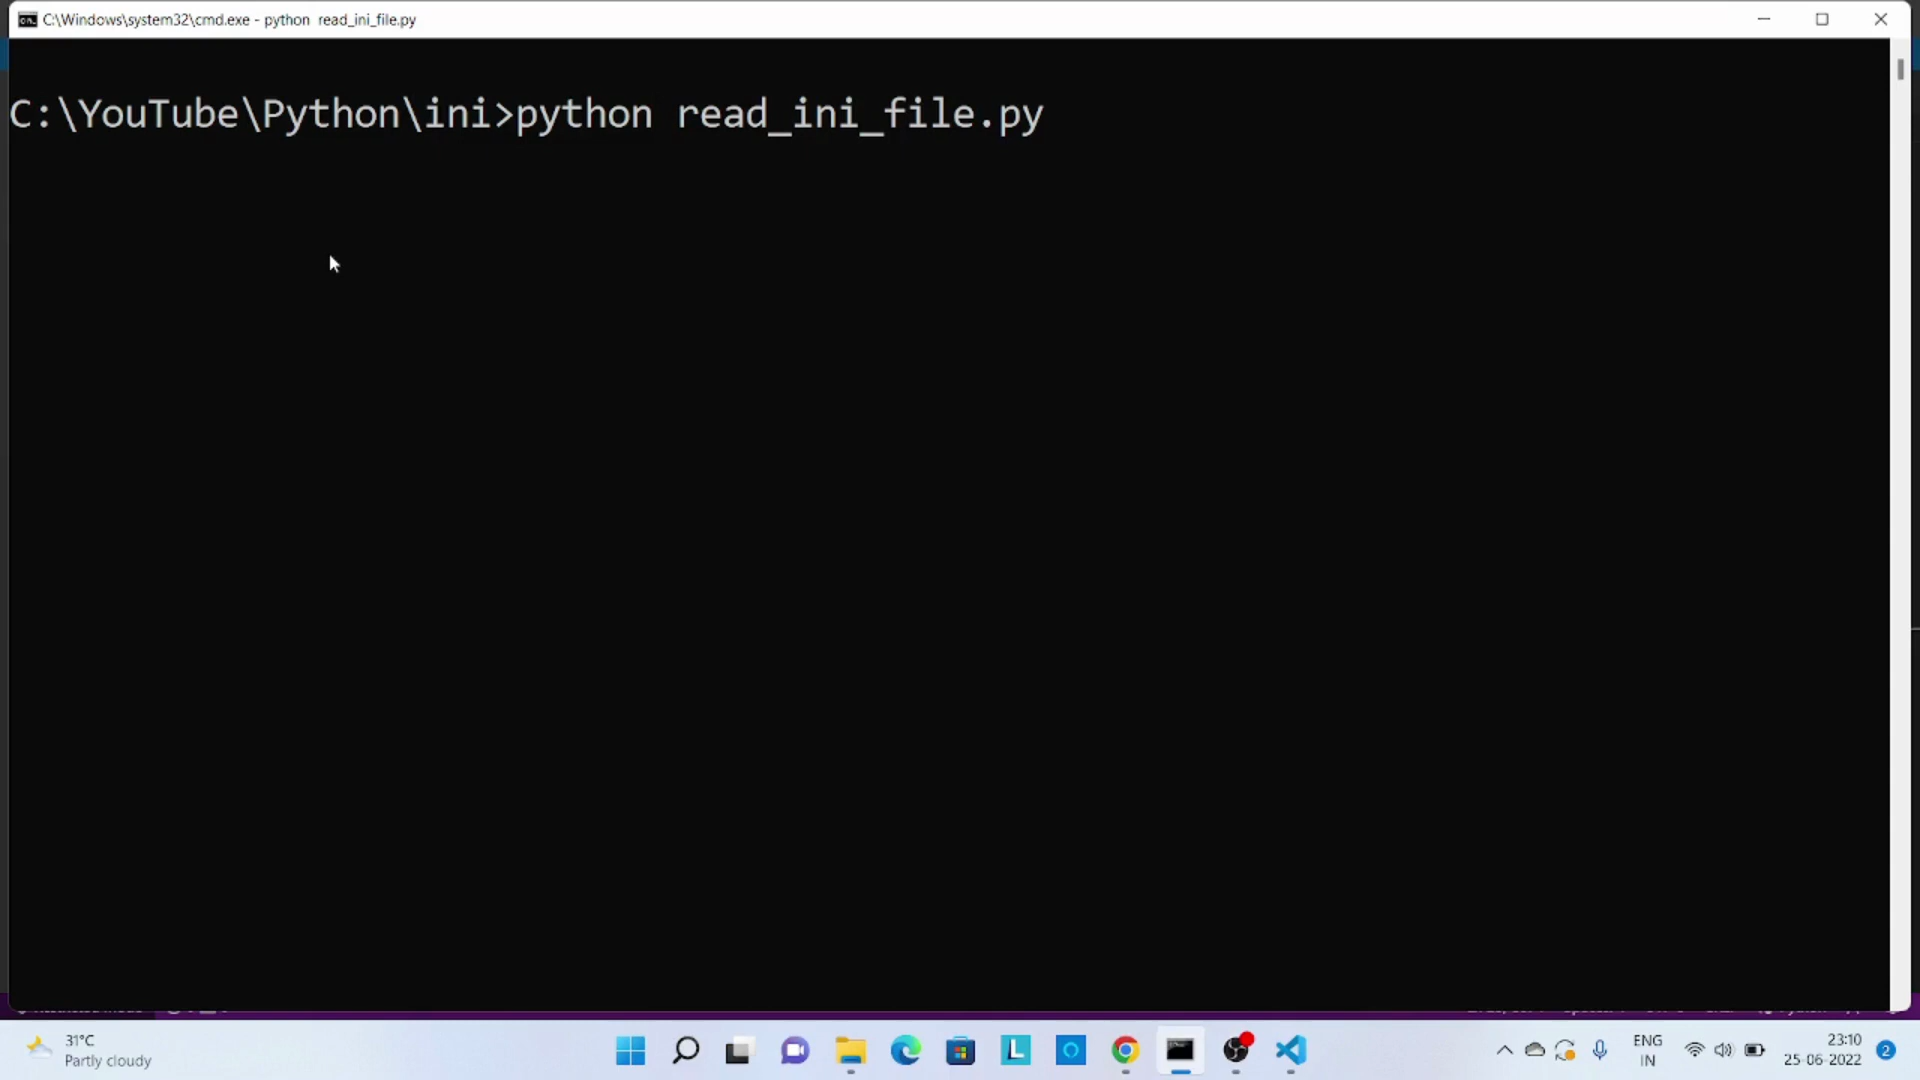 C:\Windows\system32\cmd.exe - python  read_ini_file.py
C:\YouTube\Python\ini>python read_ini_file.py
31°C
Partly cloudy
ENG
IN
23:10
25-06-2022
2